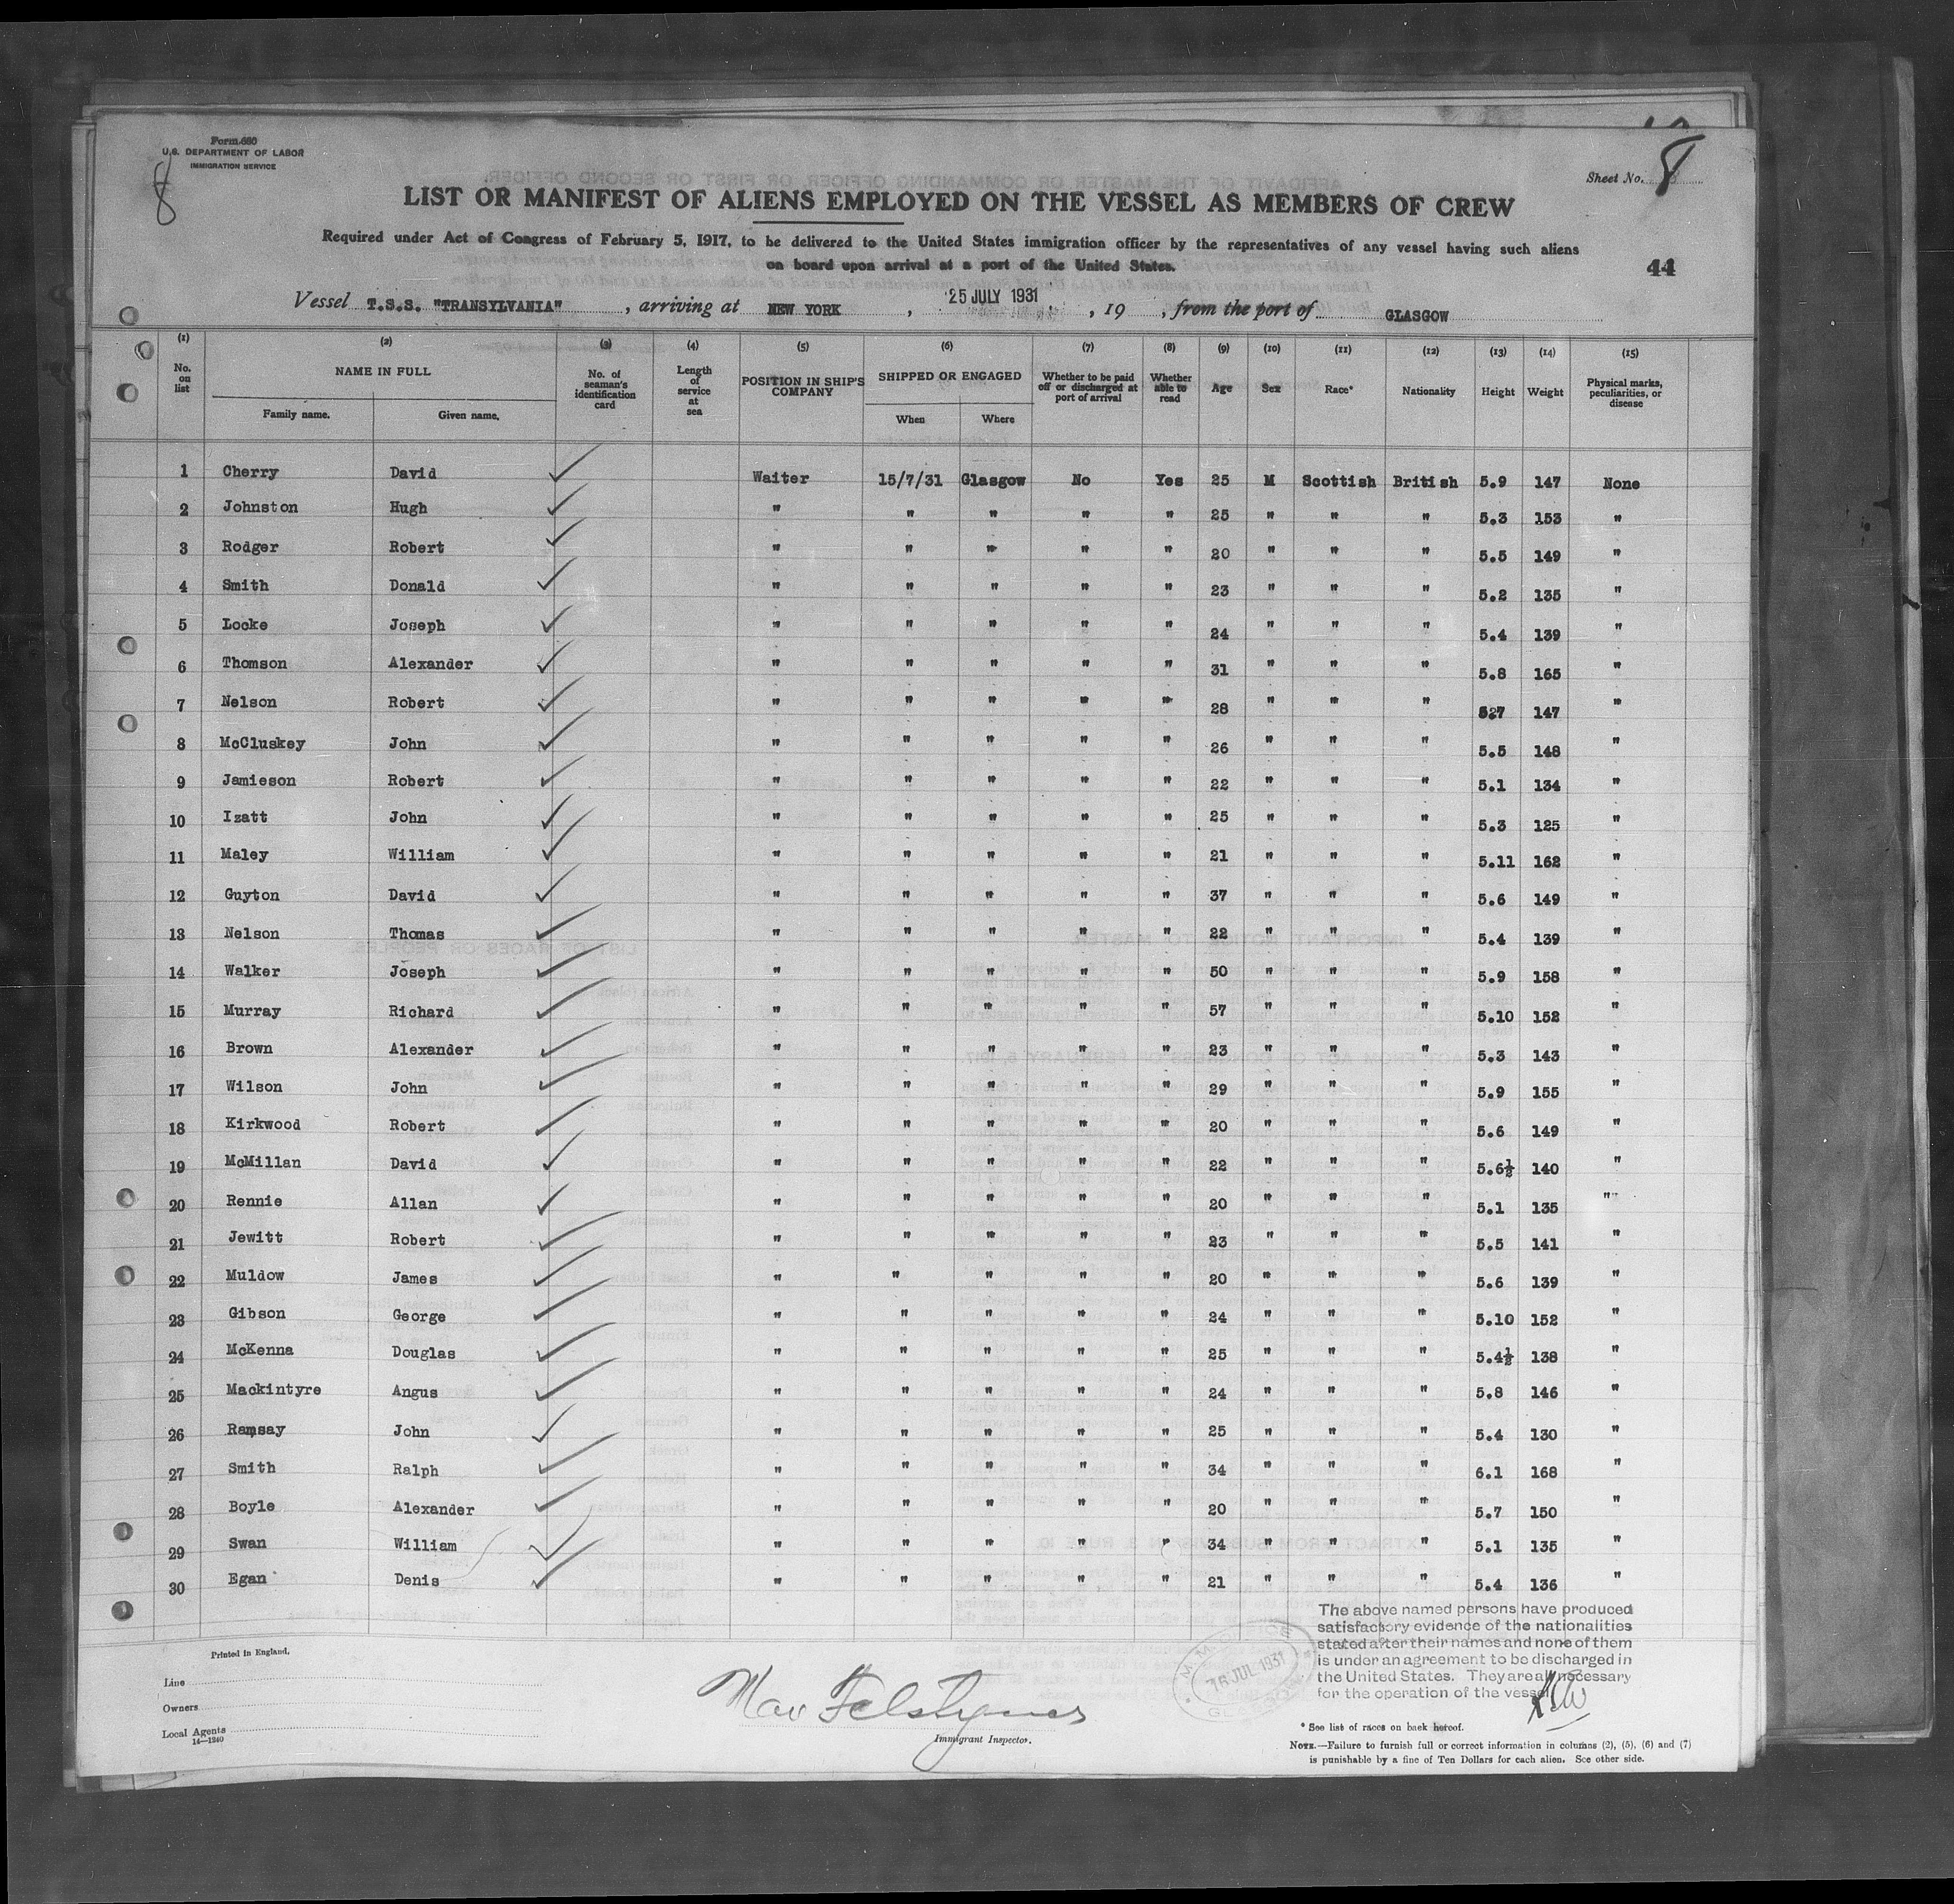 Form 660
U.S. DEPARTMENT OF LABOR
IMMIGRATION SERVICE
8
Sheet No. 8
LIST OR MANIFEST OF ALIENS EMPLOYED ON THE VESSEL AS MEMBERS OF CREW
Required under Act of Congress of February 5, 1917, to be delivered to the United States immigration officer by the representatives of any vessel having such aliens
on board upon arrival at a port of the United States.
44
Vessel T.S.S. "TRANSYLVANIA", arriving at NEW YORK, 25 JULY 1931, 19 , from the port of GLASGOW
(1) (2) (3) (4) (5) (6) (7) (8) (9) (10) (11) (12) (13) (14) (15)
No. on list NAME IN FULL Family name. Given name. No. of seaman's identification card Length of service at sea POSITION IN SHIP'S COMPANY SHIPPED OR ENGAGED When Where Whether to be paid off or discharged at port of arrival Whether able to read Age Sex Race* Nationality Height Weight Physical marks, peculiarities, or disease
1 Cherry David ✓ Waiter 15/7/31 Glasgow No Yes 25 M Scottish British 5.9 147 None
2 Johnston Hugh ✓ " " " " " 25 " " " 5.3 153 "
3 Rodger Robert ✓ " " " " " 20 " " " 5.5 149 "
4 Smith Donald ✓ " " " " " 23 " " " 5.2 135 "
5 Locke Joseph ✓ " " " " " 24 " " " 5.4 139 "
6 Thomson Alexander ✓ " " " " " 31 " " " 5.8 165 "
7 Nelson Robert ✓ " " " " " 28 " " " 5.7 147 "
8 McCluskey John ✓ " " " " " 26 " " " 5.5 148 "
9 Jamieson Robert ✓ " " " " " 22 " " " 5.1 134 "
10 Izatt John ✓ " " " " " 25 " " " 5.3 125 "
11 Maley William ✓ " " " " " 21 " " " 5.11 162 "
12 Guyton David ✓ " " " " " 37 " " " 5.6 149 "
13 Nelson Thomas ✓ " " " " " 22 " " " 5.4 139 "
14 Walker Joseph ✓ " " " " " 50 " " " 5.9 158 "
15 Murray Richard ✓ " " " " " 57 " " " 5.10 152 "
16 Brown Alexander ✓ " " " " " 23 " " " 5.3 143 "
17 Wilson John ✓ " " " " " 29 " " " 5.9 155 "
18 Kirkwood Robert ✓ " " " " " 20 " " " 5.6 149 "
19 McMillan David ✓ " " " " " 22 " " " 5.6½ 140 "
20 Rennie Allan ✓ " " " " " 20 " " " 5.1 135 "
21 Jewitt Robert ✓ " " " " " 23 " " " 5.5 141 "
22 Muldow James ✓ " " " " " 20 " " " 5.6 139 "
23 Gibson George ✓ " " " " " 24 " " " 5.10 152 "
24 McKenna Douglas ✓ " " " " " 25 " " " 5.4½ 138 "
25 Mackintyre Angus ✓ " " " " " 24 " " " 5.8 146 "
26 Ramsay John ✓ " " " " " 25 " " " 5.4 130 "
27 Smith Ralph ✓ " " " " " 34 " " " 6.1 168 "
28 Boyle Alexander ✓ " " " " " 20 " " " 5.7 150 "
29 Swan William ✓ " " " " " 34 " " " 5.1 135 "
30 Egan Denis ✓ " " " " " 21 " " " 5.4 136 "
The above named persons have produced
satisfactory evidence of the nationalities
stated after their names and none of them
is under an agreement to be discharged in
the United States. They are all necessary
for the operation of the vessel
Printed in England.
Line
Owners
Local Agents
14—1240
JUL 1931
Immigrant Inspector.
* See list of races on back hereof.
NOTE.—Failure to furnish full or correct information in columns (2), (5), (6) and (7)
is punishable by a fine of Ten Dollars for each alien. See other side.